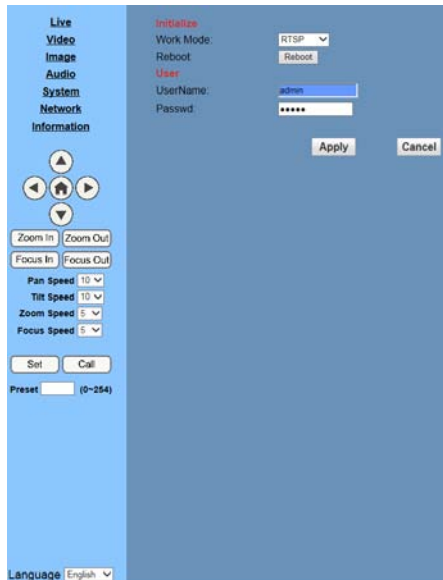 Live
Video
Image
Audio
System
Network
Information
Zoom In Zoom Out
Focus In Focus Out
Pan Speed 10
Tilt Speed 10
Zoom Speed 5
Focus Speed 5
Set Call
Preset (0~254)
Language English
Initialize
Work Mode: RTSP
Reboot: Reboot
User
UserName: admin
Passwd: •••••
Apply Cancel